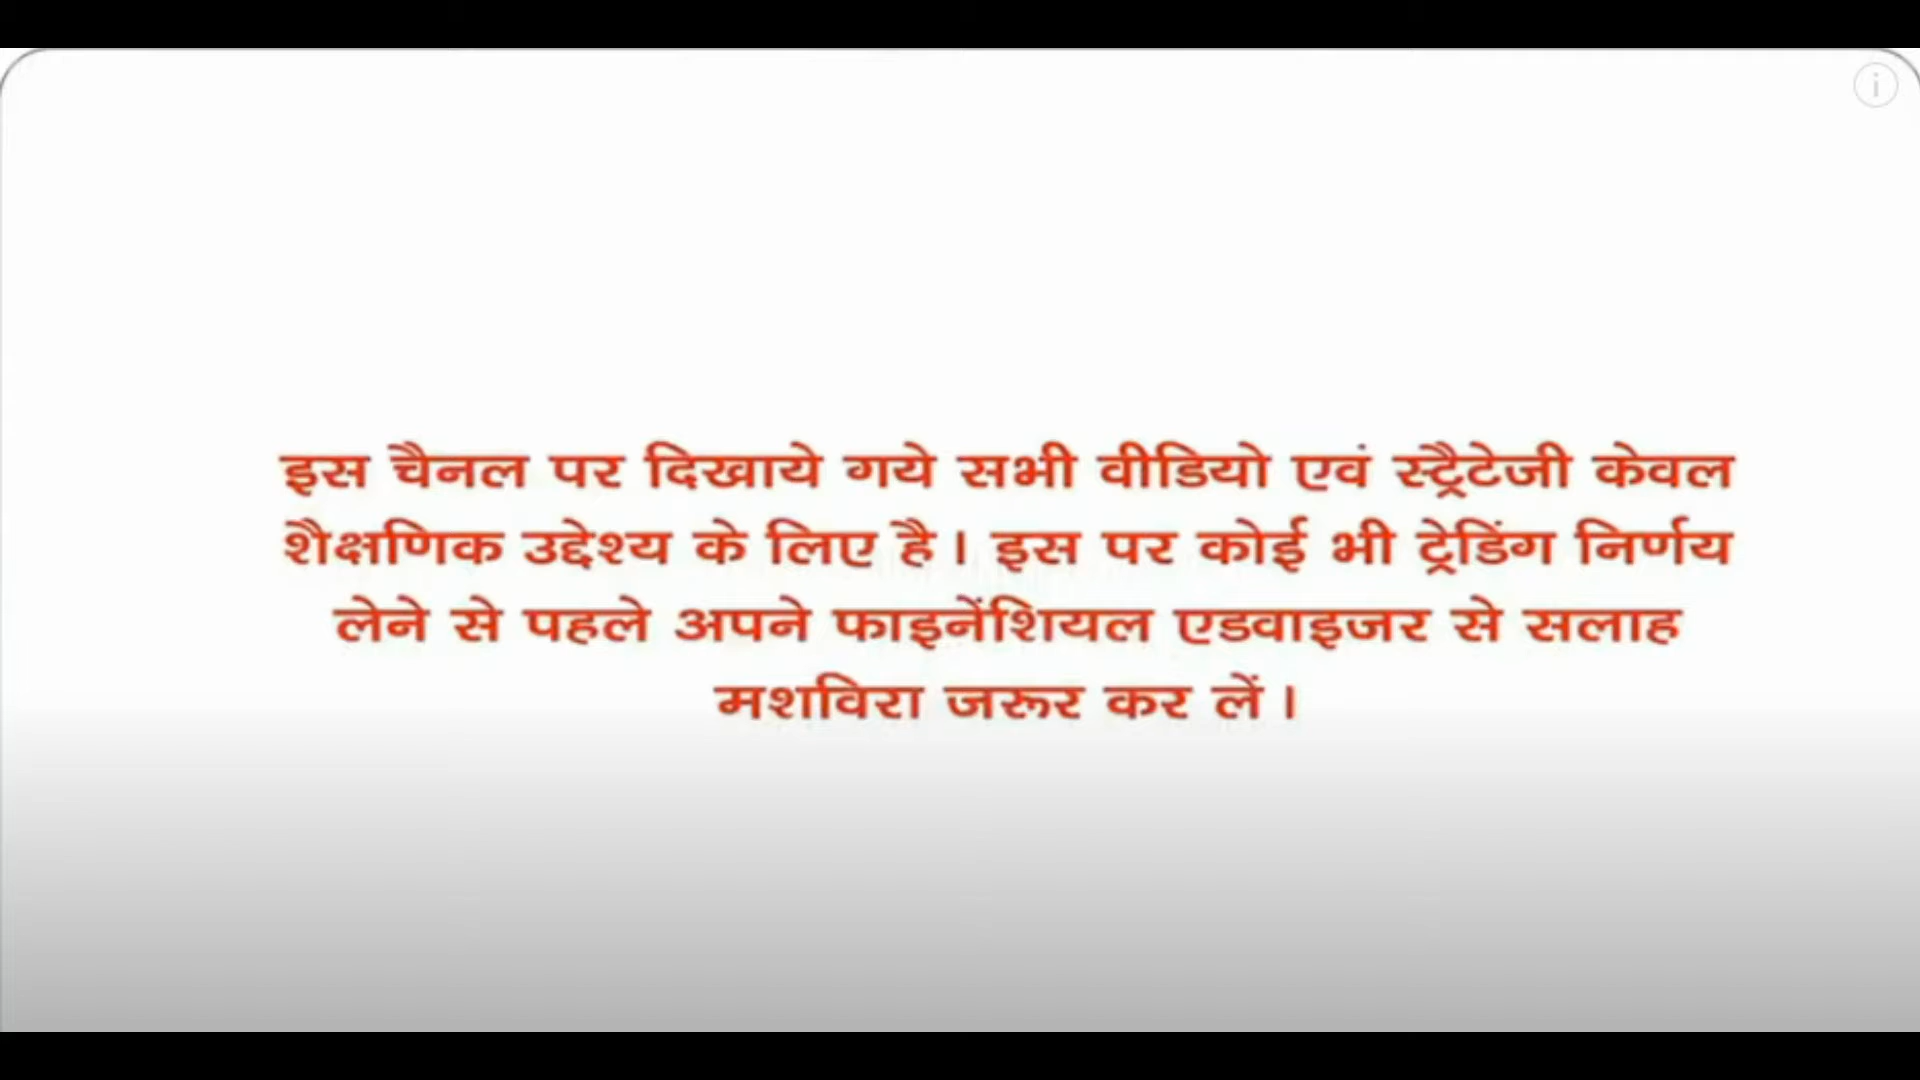 इस चैनल पर दिखाये गये सभी वीडियो एवं स्ट्रैटेजी केवल
शैक्षणिक उद्देश्य के लिए है। इस पर कोई भी ट्रेडिंग निर्णय
लेने से पहले अपने फाइनेंशियल एडवाइजर से सलाह
मशविरा जरूर कर लें।